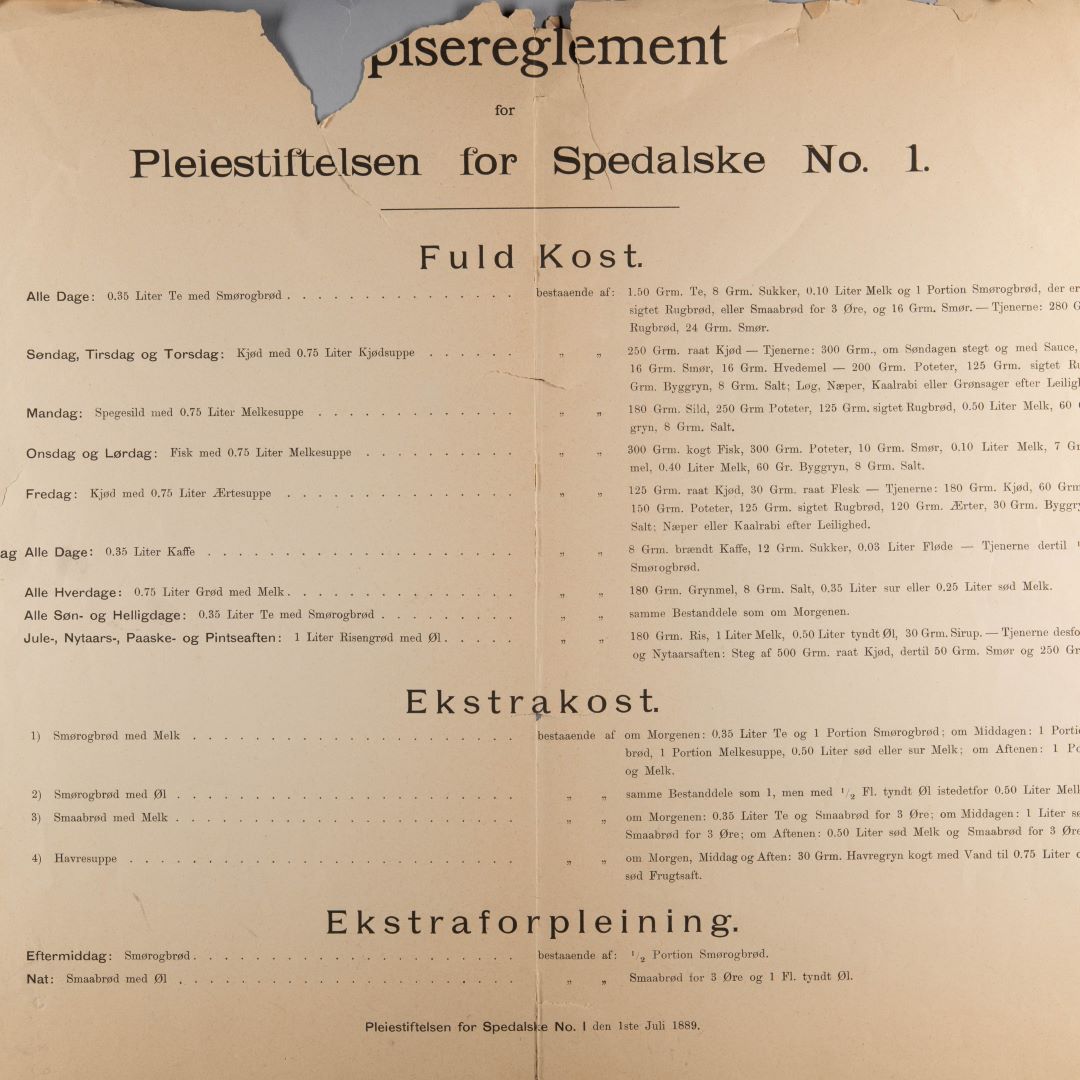 pisereglement
for
Pleiestiftelsen for Spedalske No. 1.
Fuld Kost.
Alle Dage: 0.35 Liter Te med Smørogbrød . . . . . . . . . . . . . . . bestaaende af: 1.50 Grm. Te, 8 Grm. Sukker, 0.10 Liter Melk og 1 Portion Smørogbrød, der er
sigtet Rugbrød, eller Smaabrød for 3 Øre, og 16 Grm. Smør. — Tjenerne: 280 G
Rugbrød, 24 Grm. Smør.
Søndag, Tirsdag og Torsdag: Kjød med 0.75 Liter Kjødsuppe . . . . . . „ „ 250 Grm. raat Kjød — Tjenerne: 300 Grm., om Søndagen stegt og med Sauce,
16 Grm. Smør, 16 Grm. Hvedemel — 200 Grm. Poteter, 125 Grm. sigtet Ru
Grm. Byggryn, 8 Grm. Salt; Løg, Næper, Kaalrabi eller Grønsager efter Leiligh
Mandag: Spegesild med 0.75 Liter Melkesuppe . . . . . . . . . . . . . „ „ 180 Grm. Sild, 250 Grm Poteter, 125 Grm. sigtet Rugbrød, 0.50 Liter Melk, 60
gryn, 8 Grm. Salt.
Onsdag og Lørdag: Fisk med 0.75 Liter Melkesuppe . . . . . . . . . . „ „ 300 Grm. kogt Fisk, 300 Grm. Poteter, 10 Grm. Smør, 0.10 Liter Melk, 7 Gr
mel, 0.40 Liter Melk, 60 Gr. Byggryn, 8 Grm. Salt.
Fredag: Kjød med 0.75 Liter Ærtesuppe . . . . . . . . . . . . . . . „ „ 125 Grm. raat Kjød, 30 Grm. raat Flesk — Tjenerne: 180 Grm. Kjød, 60 Grm
150 Grm. Poteter, 125 Grm. sigtet Rugbrød, 120 Grm. Ærter, 30 Grm. Byggry
Salt; Næper eller Kaalrabi efter Leilighed.
ag Alle Dage: 0.35 Liter Kaffe . . . . . . . . . . . . . . . . . . . „ „ 8 Grm. brændt Kaffe, 12 Grm. Sukker, 0.03 Liter Fløde — Tjenerne dertil ¹
Smørogbrød.
Alle Hverdage: 0.75 Liter Grød med Melk . . . . . . . . . . . . . . . „ „ 180 Grm. Grynmel, 8 Grm. Salt, 0,35 Liter sur eller 0.25 Liter sød Melk.
Alle Søn- og Helligdage: 0.35 Liter Te med Smørogbrød . . . . . . . . . „ „ samme Bestanddele som om Morgenen.
Jule-, Nytaars-, Paaske- og Pintseaften: 1 Liter Risengrød med Øl . . . . . „ „ 180 Grm. Ris, 1 Liter Melk, 0.50 Liter tyndt Øl, 30 Grm. Sirup. — Tjenerne desfo
og Nytaarsaften: Steg af 500 Grm. raat Kjød, dertil 50 Grm. Smør og 250 Gr
Ekstrakost.
1) Smørogbrød med Melk . . . . . . . . . . . . . . . . . . . bestaaende af om Morgenen: 0.35 Liter Te og 1 Portion Smørogbrød; om Middagen: 1 Portio
brød, 1 Portion Melkesuppe, 0.50 Liter sød eller sur Melk; om Aftenen: 1 Po
og Melk.
2) Smørogbrød med Øl . . . . . . . . . . . . . . . . . . . . „ „ samme Bestanddele som 1, men med ¹/₂ Fl. tyndt Øl istedetfor 0.50 Liter Melk
3) Smaabrød med Melk . . . . . . . . . . . . . . . . . . . . „ „ om Morgenen: 0.35 Liter Te og Smaabrød for 3 Øre; om Middagen: 1 Liter sø
Smaabrød for 3 Øre; om Aftenen: 0.50 Liter sød Melk og Smaabrød for 3 Øre
4) Havresuppe . . . . . . . . . . . . . . . . . . . . . . . „ „ om Morgen, Middag og Aften: 30 Grm. Havregryn kogt med Vand til 0.75 Liter
sød Frugtsaft.
Ekstraforpleining.
Eftermiddag: Smørogbrød . . . . . . . . . . . . . . . . . . . bestaaende af: ¹/₂ Portion Smørogbrød.
Nat: Smaabrød med Øl . . . . . . . . . . . . . . . . . . . . „ „ Smaabrød for 3 Øre og 1 Fl. tyndt Øl.
Pleiestiftelsen for Spedalske No. I den 1ste Juli 1889.